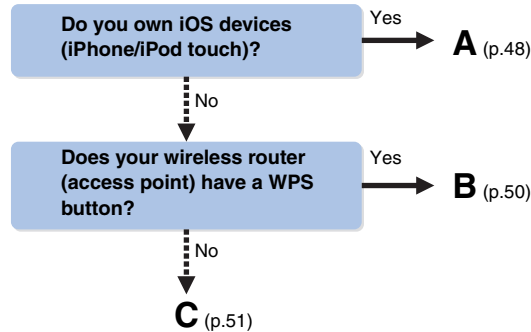 Do you own iOS devices
(iPhone/iPod touch)?
Yes
A (p.48)
No
Does your wireless router
(access point) have a WPS
button?
Yes
B (p.50)
No
C (p.51)